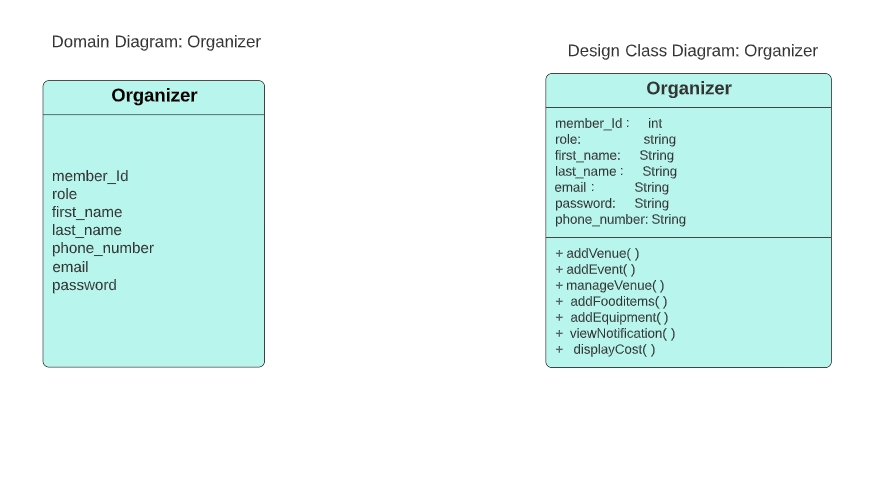 Domain Diagram: Organizer
Organizer
member_Id
role
first_name
last_name
phone_number
email
password
Design Class Diagram: Organizer
Organizer
member_Id : int
role: string
first_name: String
last_name : String
email : String
password: String
phone_number: String
+ addVenue( )
+ addEvent( )
+ manageVenue( )
+ addFooditems( )
+ addEquipment( )
+ viewNotification( )
+ displayCost( )